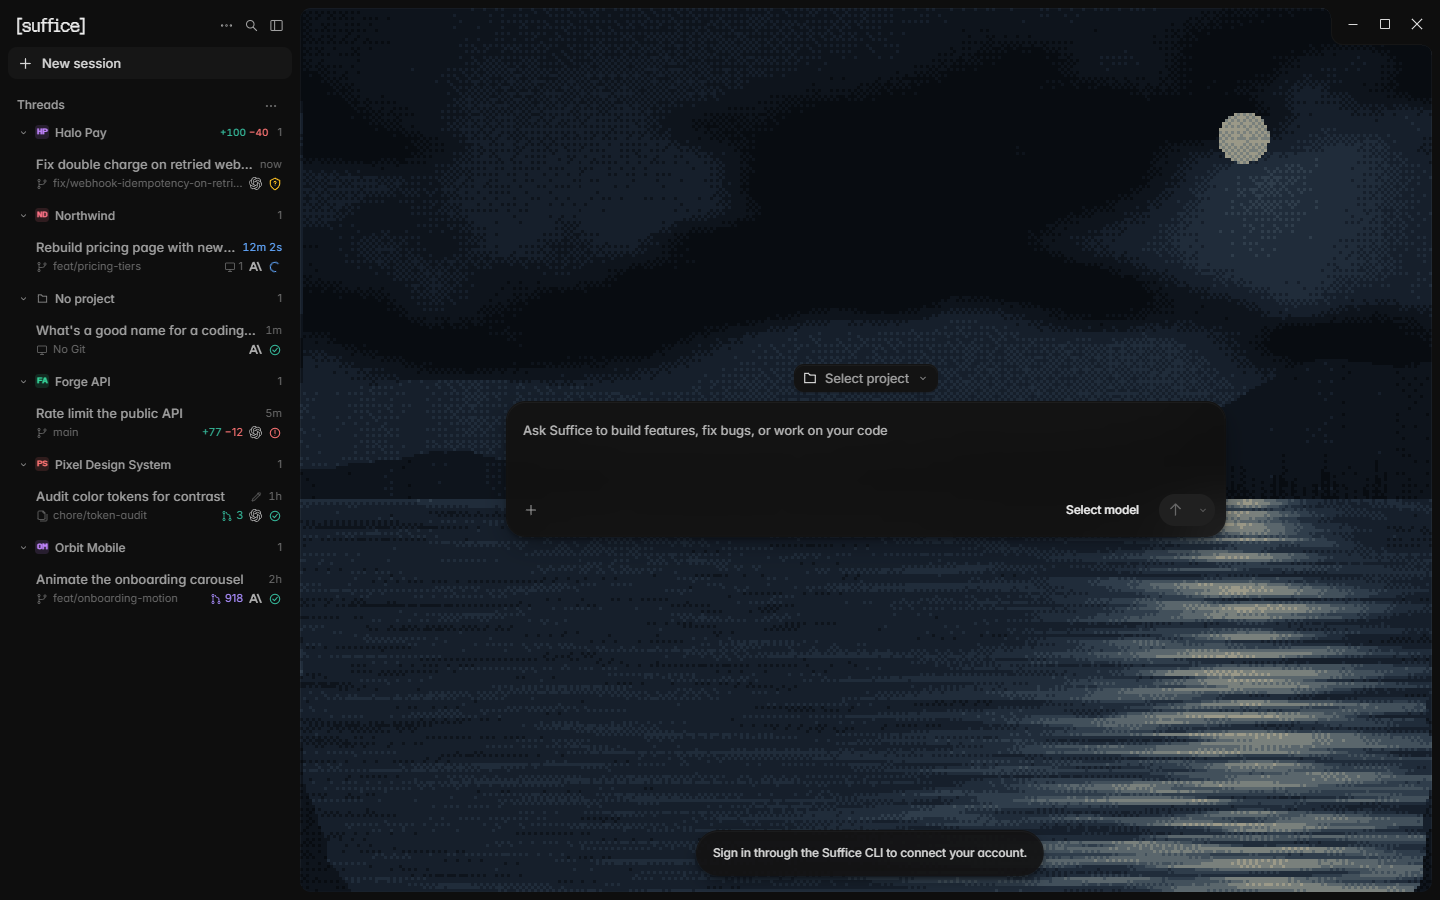 [suffice]
New session
Threads
HP Halo Pay +100 −40 1
Fix double charge on retried web... now
fix/webhook-idempotency-on-retri...
ND Northwind 1
Rebuild pricing page with new... 12m 2s
feat/pricing-tiers 1 A\
No project 1
What's a good name for a coding... 1m
No Git A\
FA Forge API 1
Rate limit the public API 5m
main +77 −12
PS Pixel Design System 1
Audit color tokens for contrast 1h
chore/token-audit 3
OM Orbit Mobile 1
Animate the onboarding carousel 2h
feat/onboarding-motion 918 A\
Select project
Ask Suffice to build features, fix bugs, or work on your code
Select model
Sign in through the Suffice CLI to connect your account.